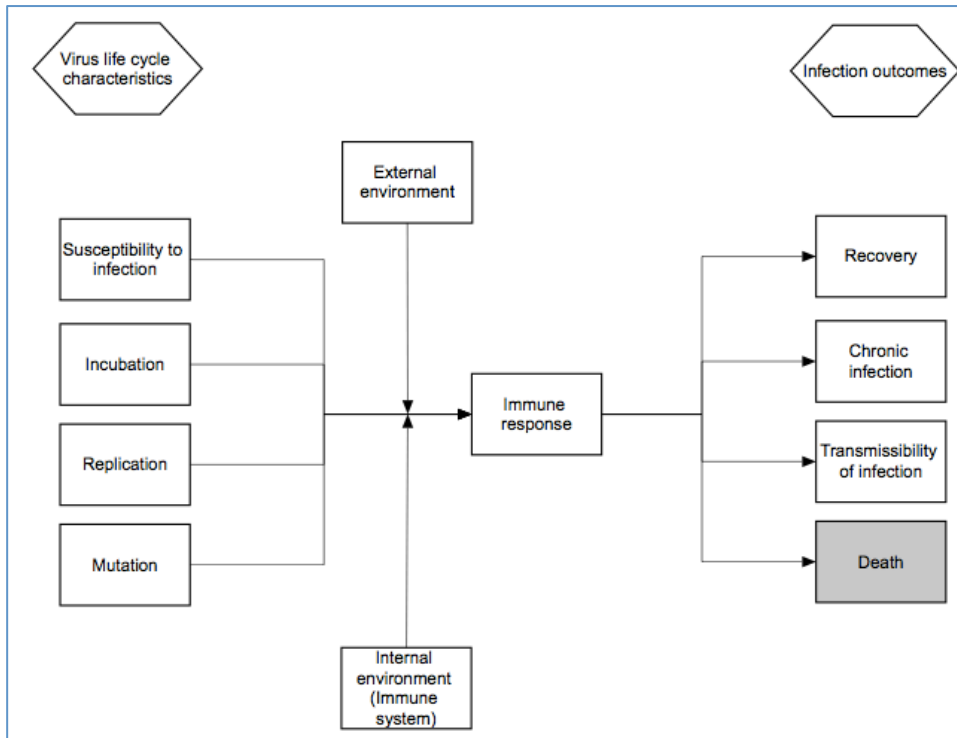 Virus life cycle
characteristics
Infection outcomes
External
environment
Susceptibility to
infection
Recovery
Incubation
Chronic
infection
Immune
response
Replication
Transmissibility
of infection
Mutation
Death
Internal
environment
(Immune
system)